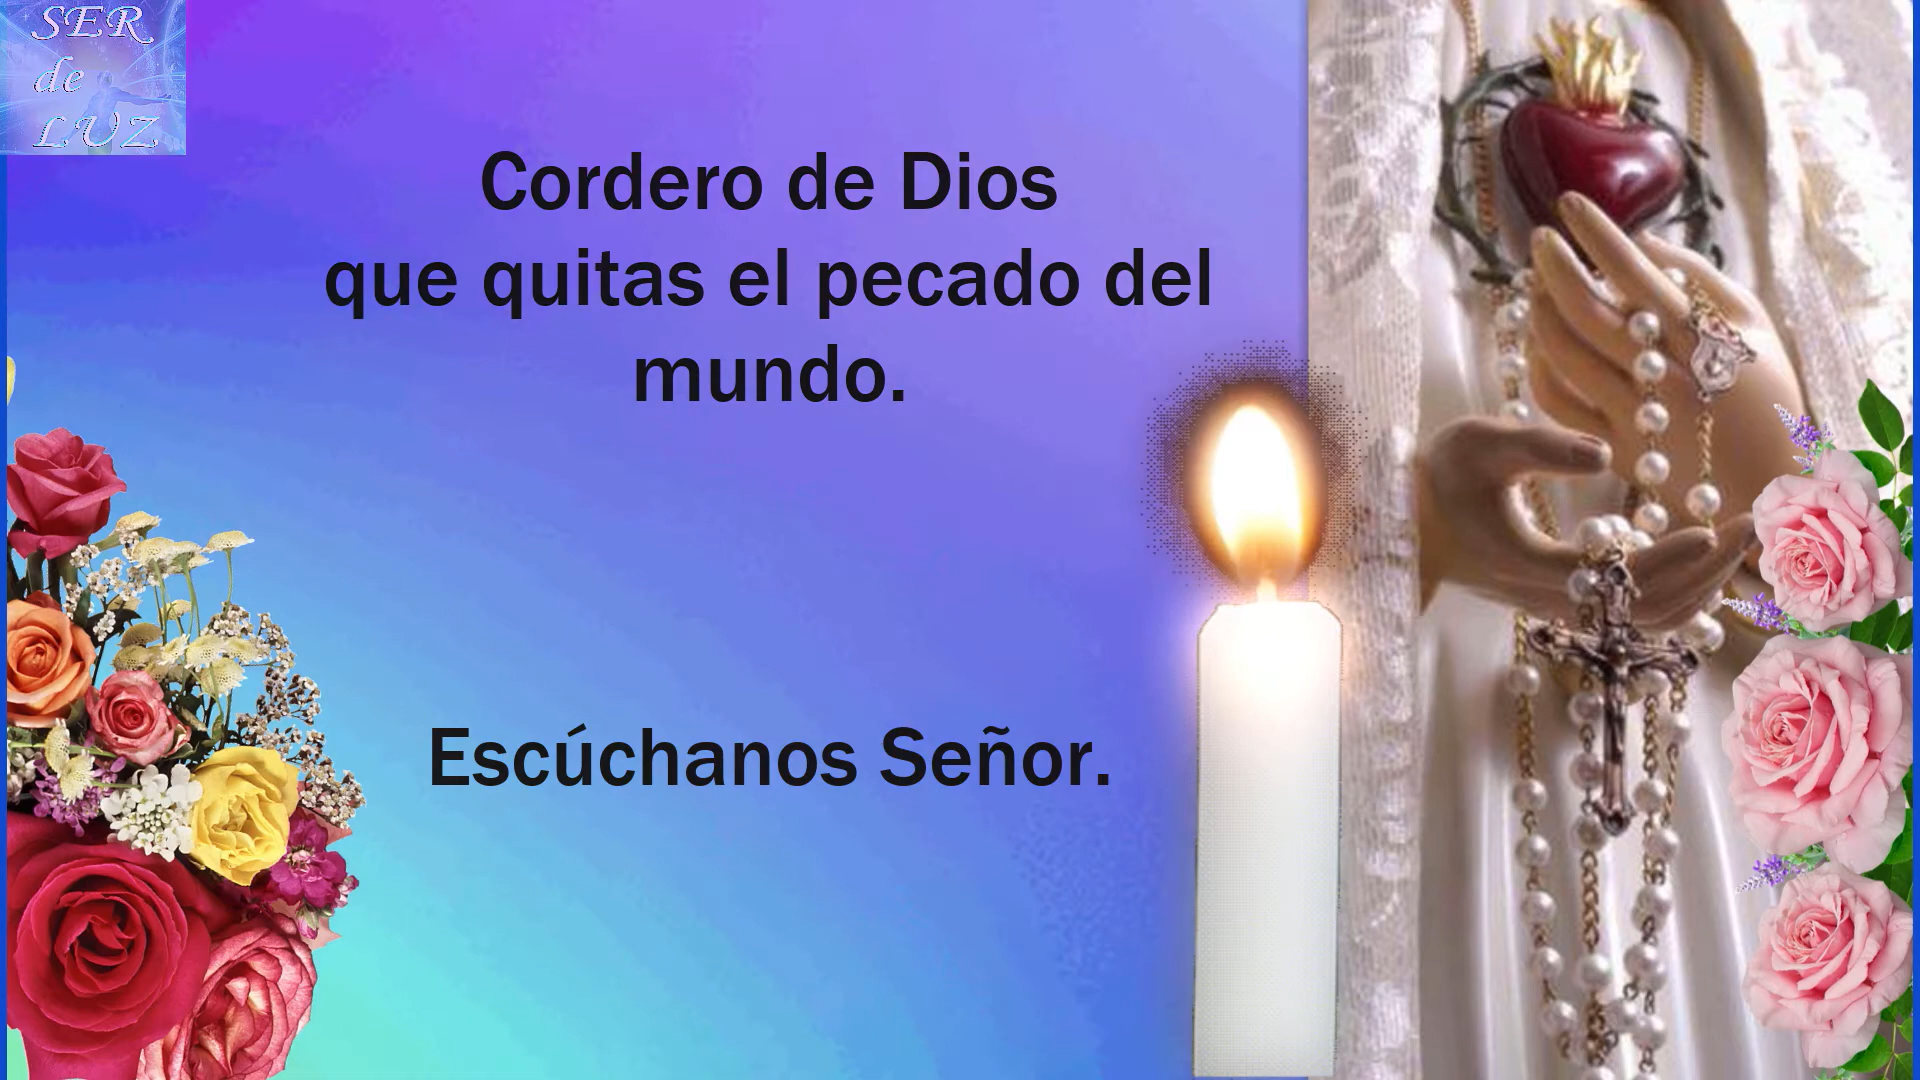 SER
de
LUZ
Cordero de Dios
que quitas el pecado del
mundo.
Escúchanos Señor.